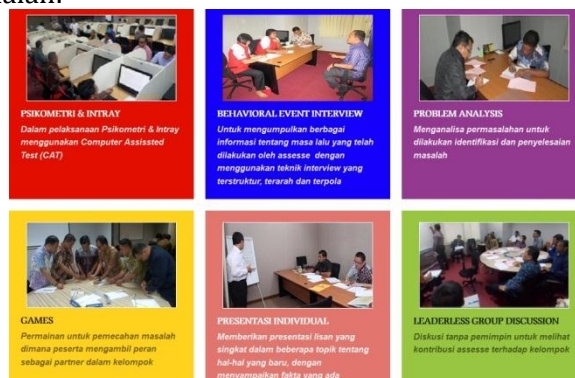 PSIKOMETRI & INTRAY
Dalam pelaksanaan Psikometri & Intray
menggunakan Computer Assissted
Test (CAT)
BEHAVIORAL EVENT INTERVIEW
Untuk mengumpulkan berbagai
informasi tentang masa lalu yang telah
dilakukan oleh assesse dengan
menggunakan teknik interview yang
terstruktur, terarah dan terpola
PROBLEM ANALYSIS
Menganalisa permasalahan untuk
dilakukan identifikasi dan penyelesaian
masalah
GAMES
Permainan untuk pemecahan masalah
dimana peserta mengambil peran
sebagai partner dalam kelompok
PRESENTASI INDIVIDUAL
Memberikan presentasi lisan yang
singkat dalam beberapa topik tentang
hal-hal yang baru, dengan
menyampaikan fakta yang ada
LEADERLESS GROUP DISCUSSION
Diskusi tanpa pemimpin untuk melihat
kontribusi assesse terhadap kelompok